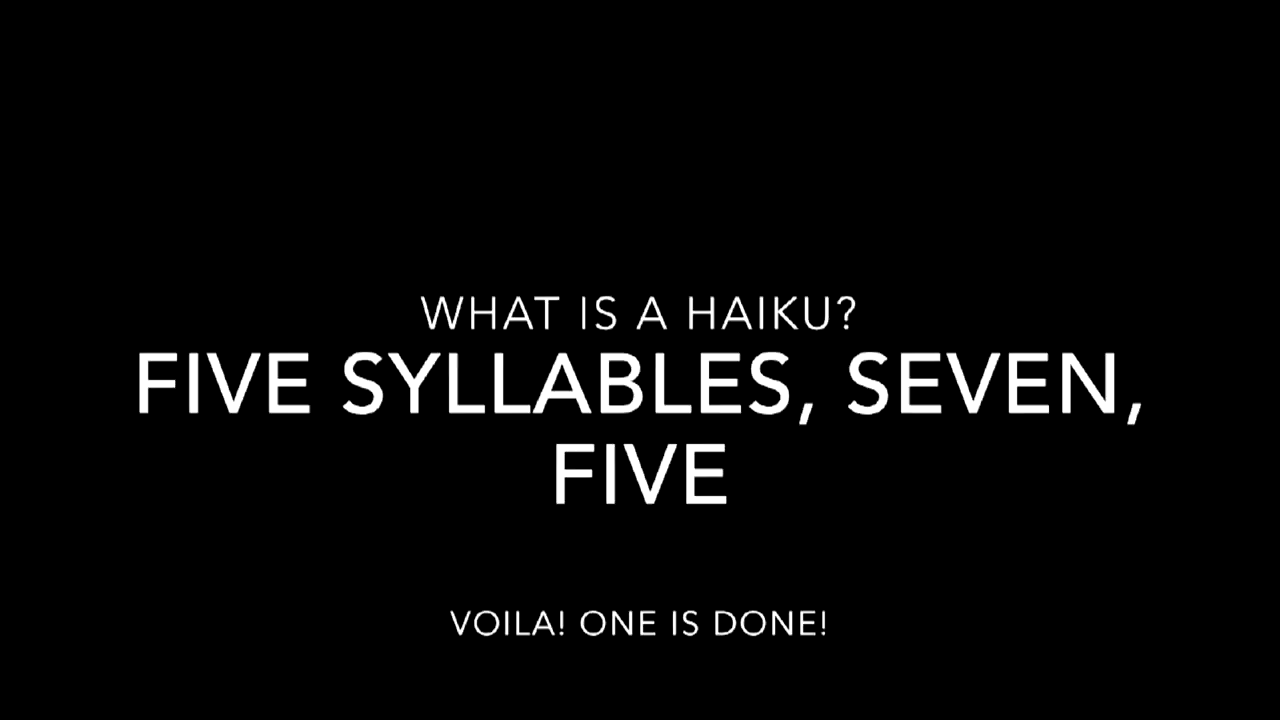 WHAT IS A HAIKU?
FIVE SYLLABLES, SEVEN,
FIVE
VOILA! ONE IS DONE!